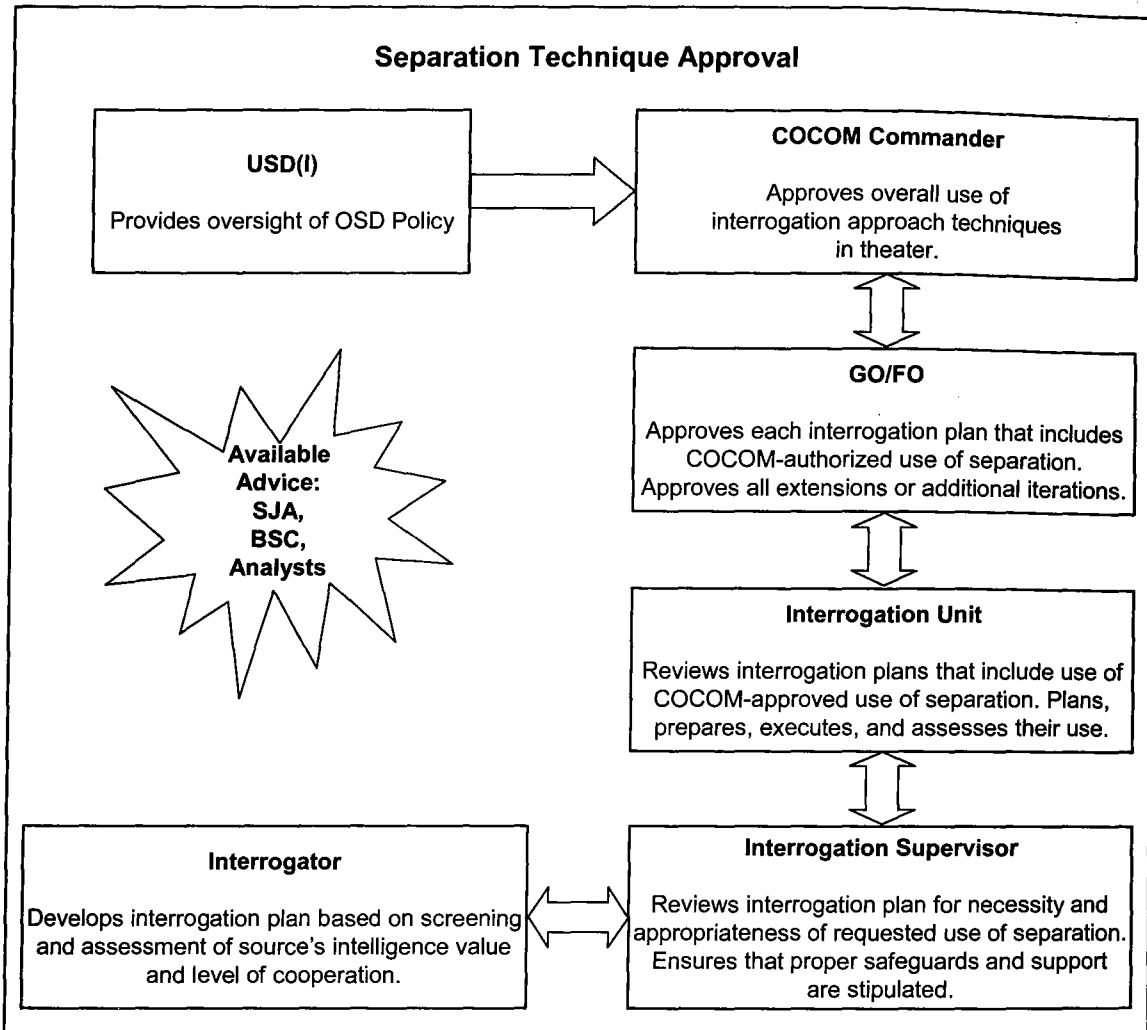 Separation Technique Approval
USD(I)
Provides oversight of OSD Policy
COCOM Commander
Approves overall use of
interrogation approach techniques
in theater.
GO/FO
Approves each interrogation plan that includes
COCOM-authorized use of separation.
Approves all extensions or additional iterations.
Available
Advice:
SJA,
BSC,
Analysts
Interrogation Unit
Reviews interrogation plans that include use of
COCOM-approved use of separation. Plans,
prepares, executes, and assesses their use.
Interrogator
Develops interrogation plan based on screening
and assessment of source's intelligence value
and level of cooperation.
Interrogation Supervisor
Reviews interrogation plan for necessity and
appropriateness of requested use of separation.
Ensures that proper safeguards and support
are stipulated.